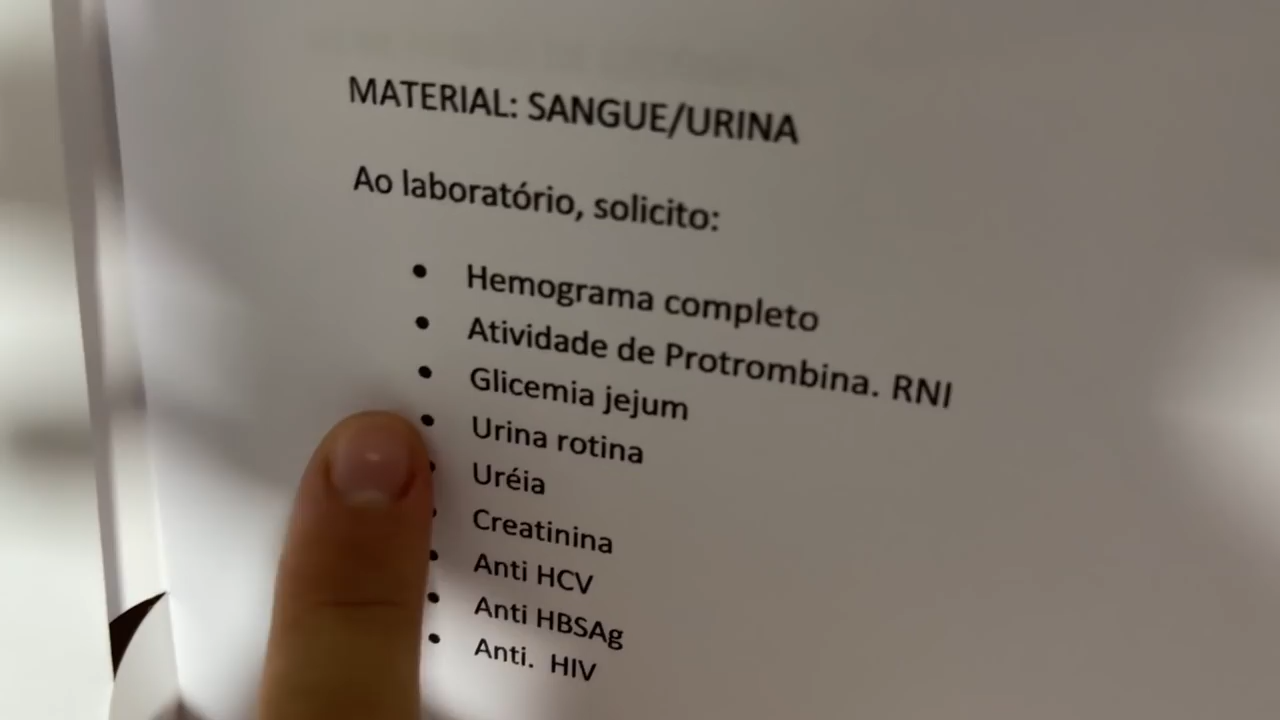 MATERIAL: SANGUE/URINA
Ao laboratório, solicito:
• Hemograma completo
• Atividade de Protrombina. RNI
• Glicemia jejum
• Urina rotina
• Uréia
• Creatinina
• Anti HCV
• Anti HBSAg
• Anti. HIV